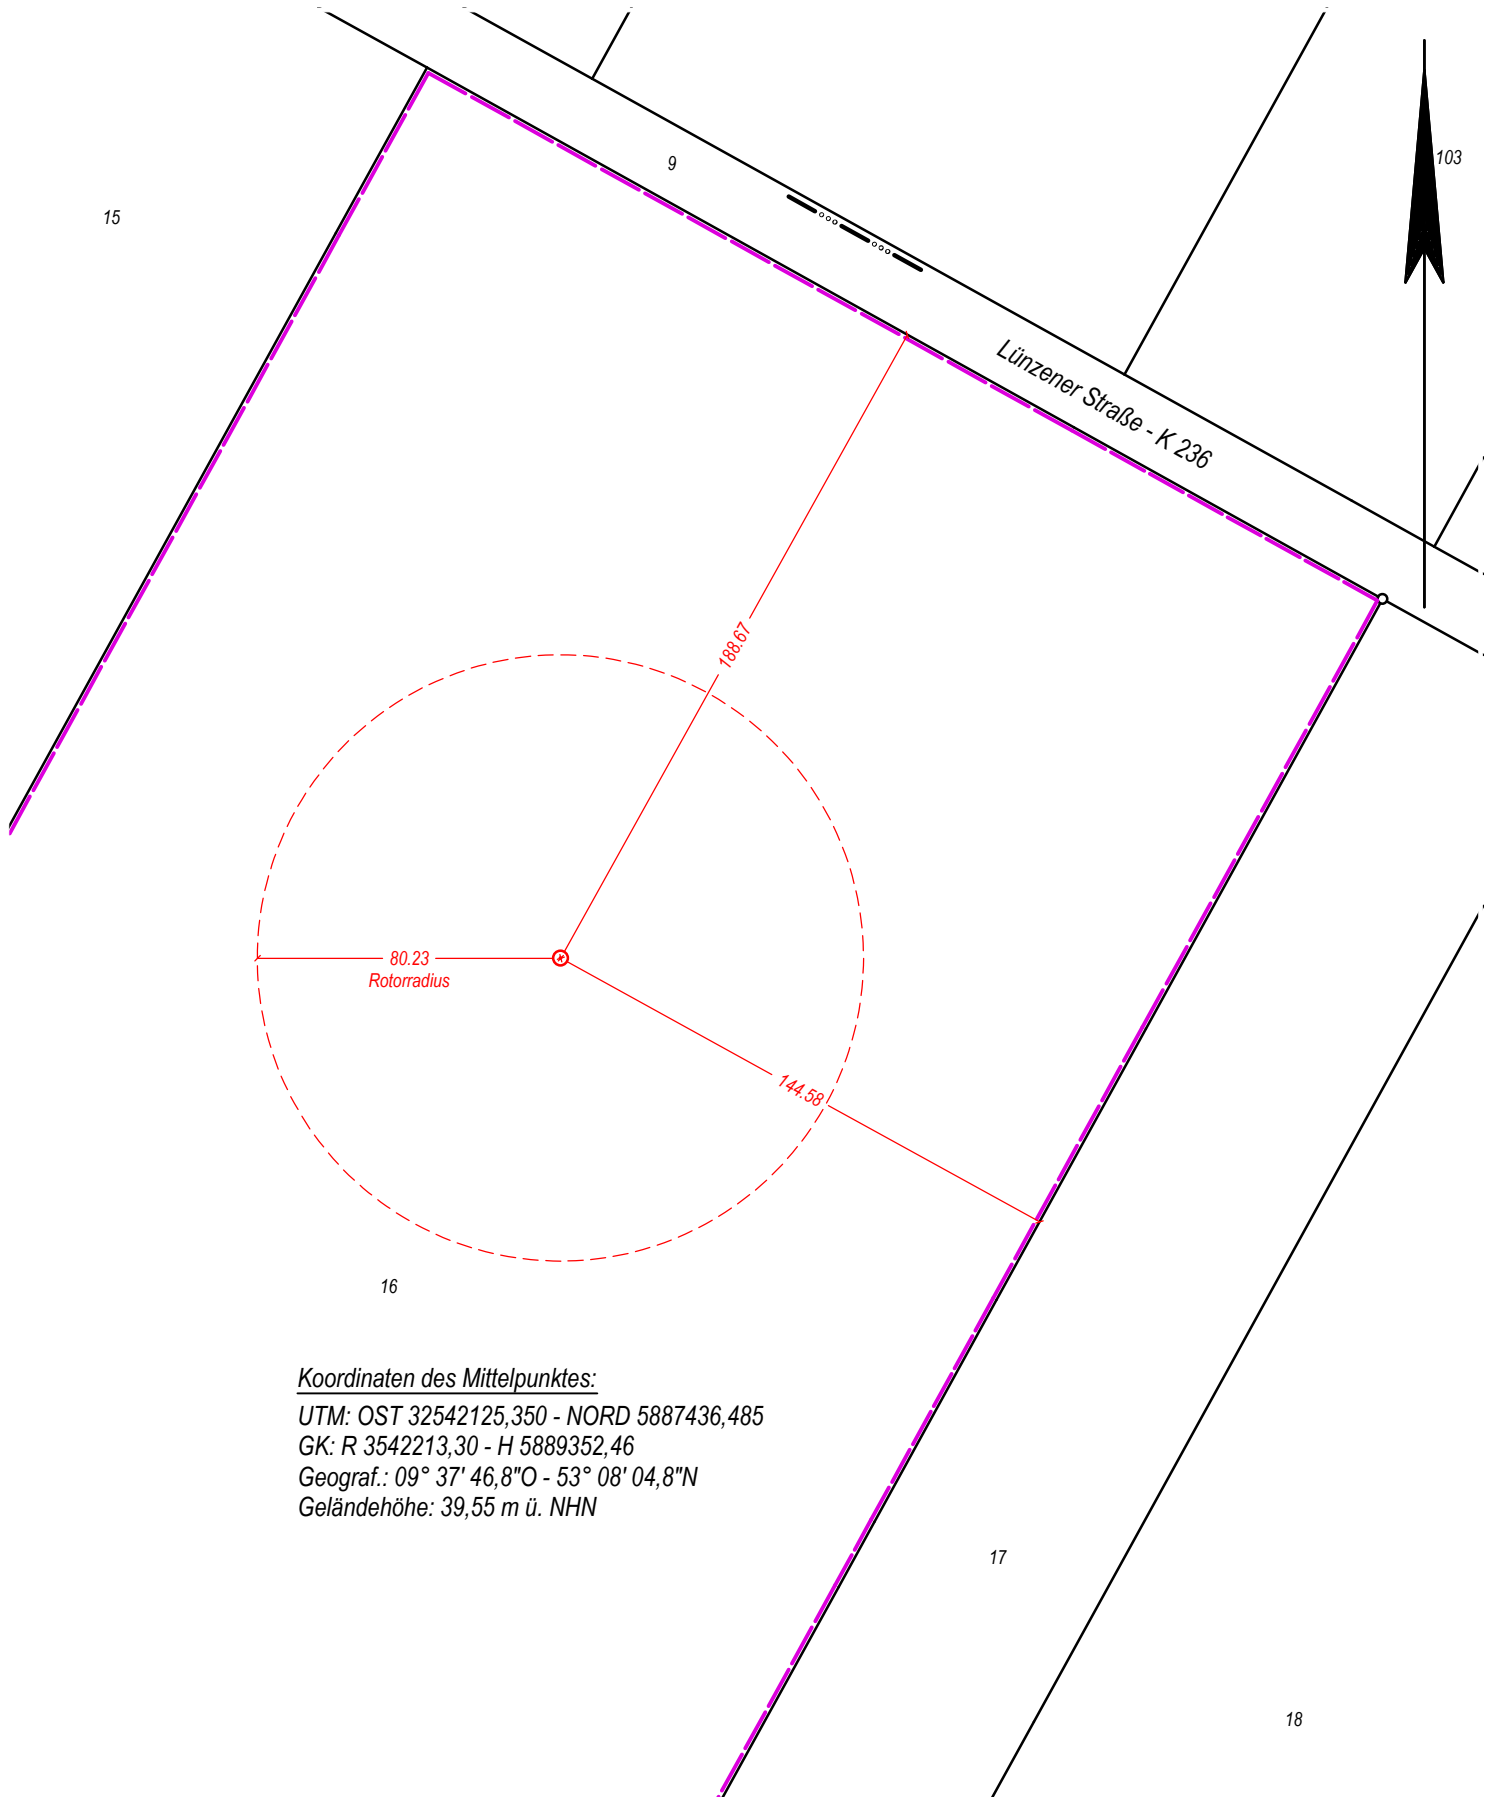 103
9
15
Lünzener Straße - K 236
188.67
80.23
Rotorradius
144.58
16
Koordinaten des Mittelpunktes:
UTM: OST 32542125,350 - NORD 5887436,485
GK: R 3542213,30 - H 5889352,46
Geograf.: 09° 37' 46,8"O - 53° 08' 04,8"N
Geländehöhe: 39,55 m ü. NHN
17
18